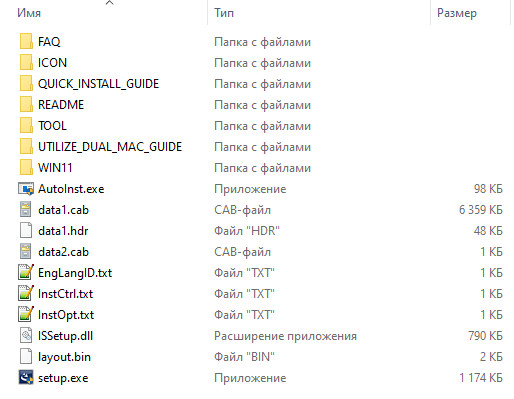 Имя Тип Размер
FAQ Папка с файлами
ICON Папка с файлами
QUICK_INSTALL_GUIDE Папка с файлами
README Папка с файлами
TOOL Папка с файлами
UTILIZE_DUAL_MAC_GUIDE Папка с файлами
WIN11 Папка с файлами
AutoInst.exe Приложение 98 КБ
data1.cab CAB-файл 6 359 КБ
data1.hdr Файл "HDR" 48 КБ
data2.cab CAB-файл 1 КБ
EngLangID.txt Файл "TXT" 1 КБ
InstCtrl.txt Файл "TXT" 1 КБ
InstOpt.txt Файл "TXT" 1 КБ
ISSetup.dll Расширение приложения 790 КБ
layout.bin Файл "BIN" 2 КБ
setup.exe Приложение 1 174 КБ